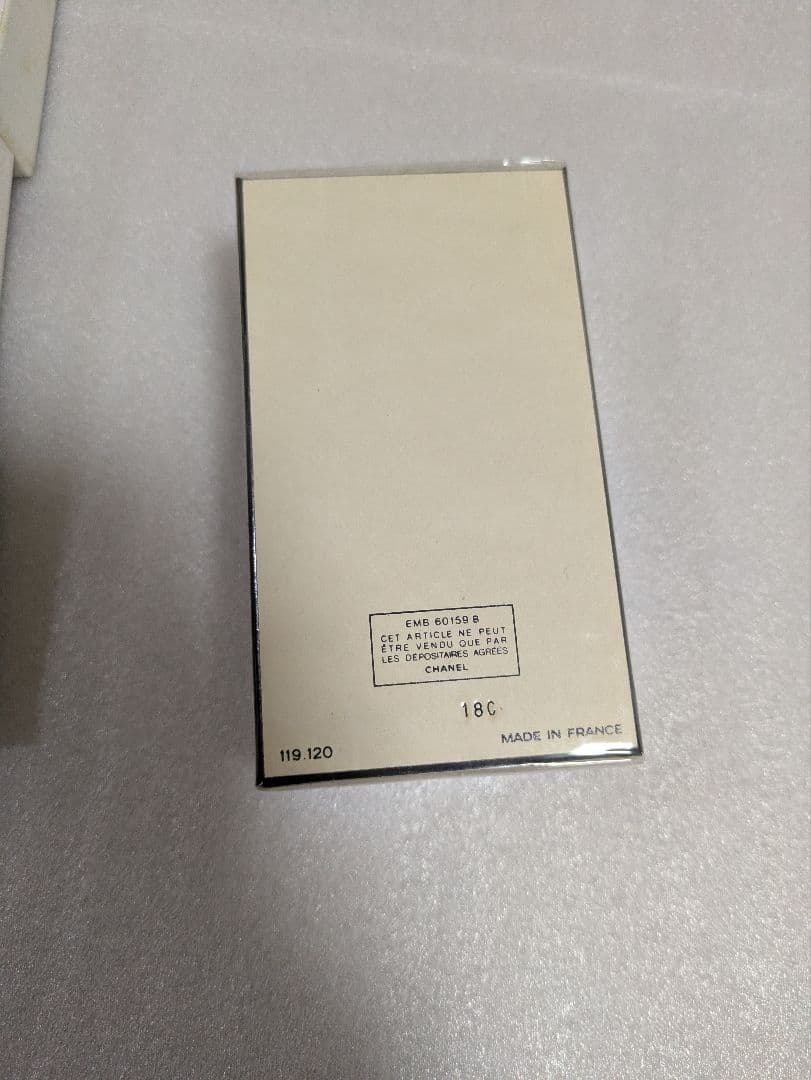 EMB 60159 B
CET ARTICLE NE PEUT
ÊTRE VENDU QUE PAR
LES DÉPOSITAIRES AGRÉÉS
CHANEL
18C
MADE IN FRANCE
119.120